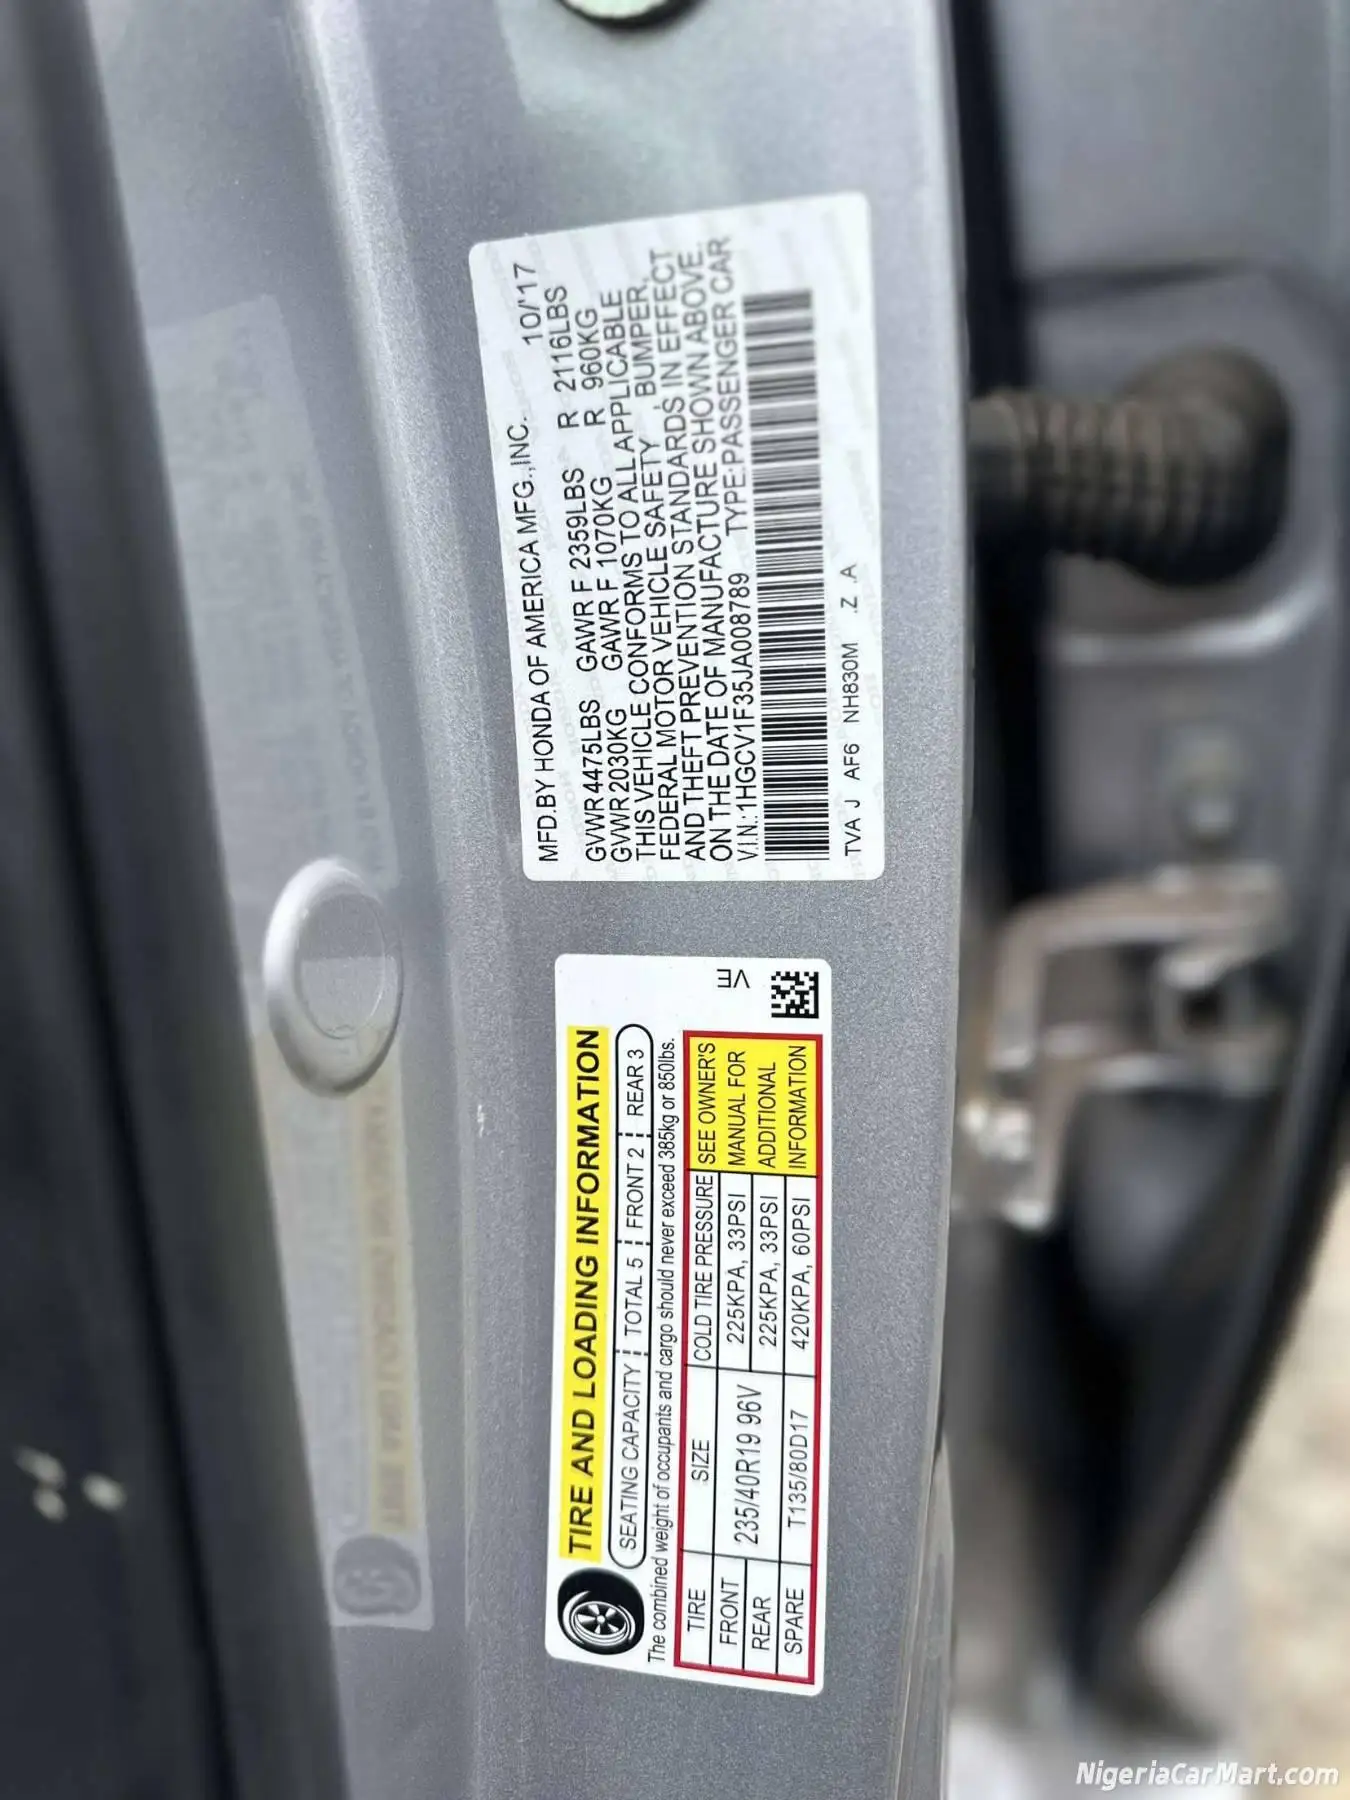 MFD.BY HONDA OF AMERICA MFG.,INC. 10/'17
GVWR4475LBS GAWR F 2359LBS R 2116LBS
GVWR2030KG GAWR F 1070KG R 960KG
THIS VEHICLE CONFORMS TO ALL APPLICABLE
FEDERAL MOTOR VEHICLE SAFETY, BUMPER,
AND THEFT PREVENTION STANDARDS IN EFFECT
ON THE DATE OF MANUFACTURE SHOWN ABOVE.
V.I.N.:1HGCV1F35JA008789 TYPE:PASSENGER CAR
TVA J AF6 NH830M .Z .A
TIRE AND LOADING INFORMATION
SEATING CAPACITY TOTAL 5 FRONT 2 REAR 3
The combined weight of occupants and cargo should never exceed 385kg or 850lbs.
TIRE SIZE COLD TIRE PRESSURE SEE OWNER'S
FRONT 235/40R19 96V 225KPA, 33PSI MANUAL FOR
REAR 225KPA, 33PSI ADDITIONAL
SPARE T135/80D17 420KPA, 60PSI INFORMATION
VE
NigeriaCarMart.com